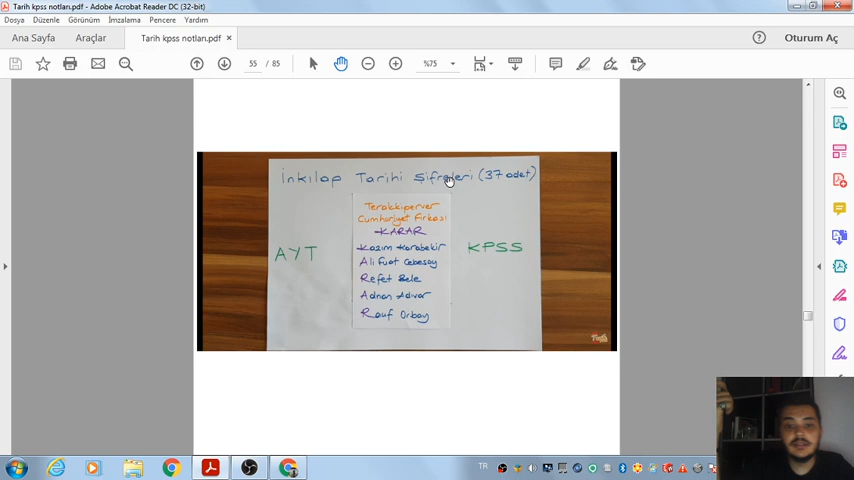 Tarih kpss notları.pdf - Adobe Acrobat Reader DC (32-bit)
Dosya Düzenle Görünüm İmzalama Pencere Yardım
Ana Sayfa Araçlar Tarih kpss notları.pdf × Oturum Aç
55 / 85 %75
İnkılap Tarihi Şifreleri (37 adet)
Terakkiperver
Cumhuriyet Fırkası
KARAR
AYT
Kazım Karabekir
KPSS
Ali Fuat Cebesoy
Refet Bele
Adnan Adıvar
Rauf Orbay
TR